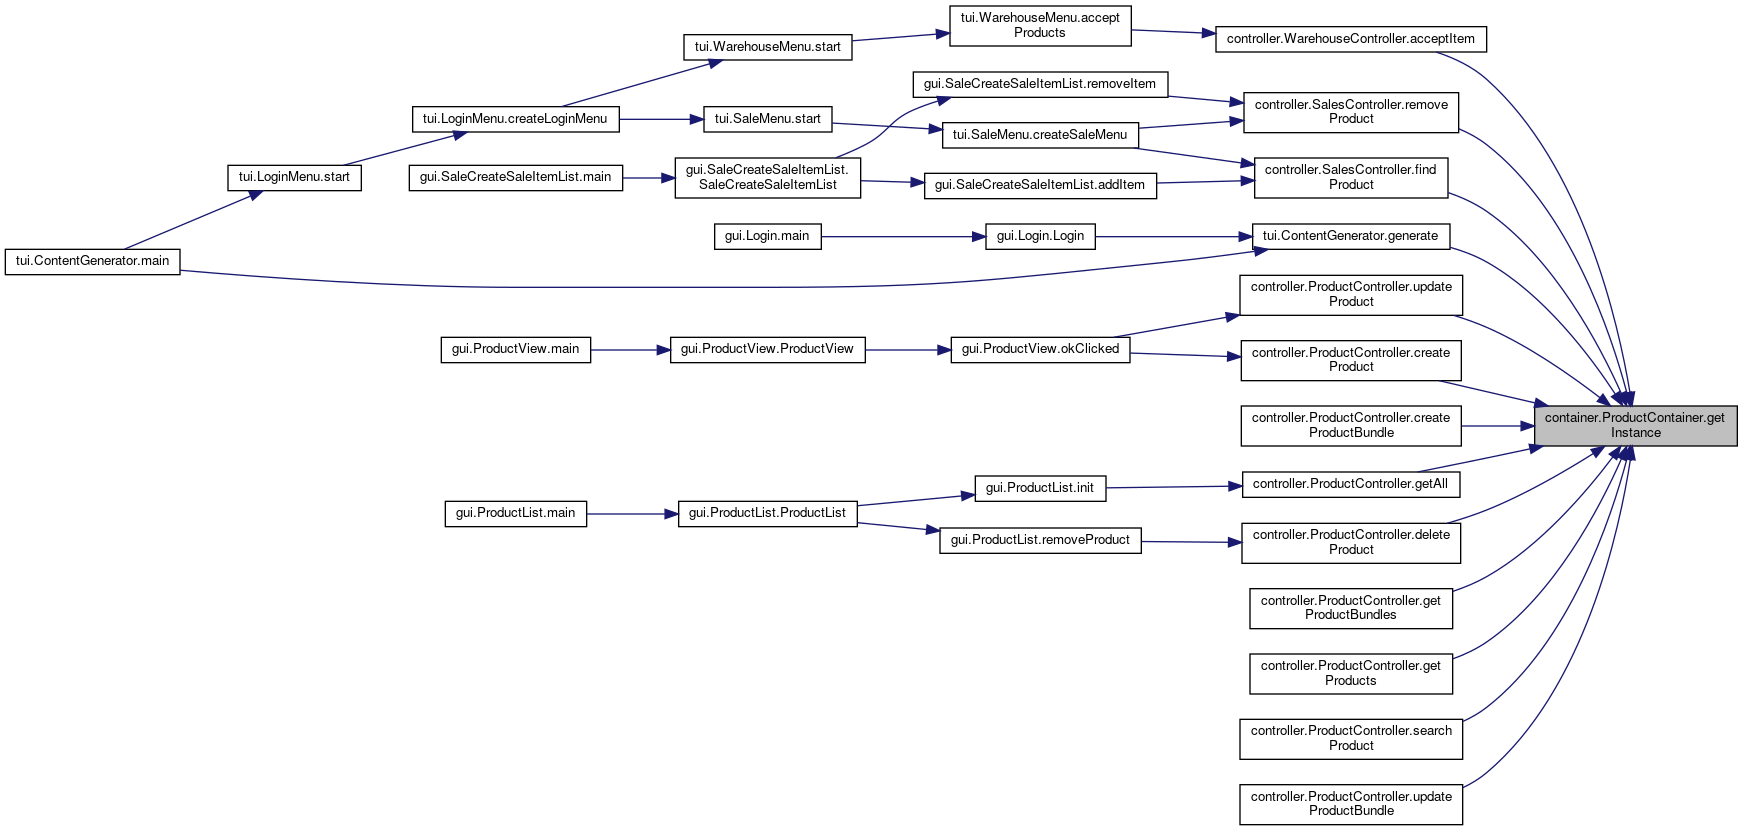 tui.WarehouseMenu.accept
Products
controller.WarehouseController.acceptItem
tui.WarehouseMenu.start
gui.SaleCreateSaleItemList.removeItem
controller.SalesController.remove
Product
tui.LoginMenu.createLoginMenu
tui.SaleMenu.start
tui.SaleMenu.createSaleMenu
tui.LoginMenu.start
gui.SaleCreateSaleItemList.main
gui.SaleCreateSaleItemList.
SaleCreateSaleItemList
gui.SaleCreateSaleItemList.addItem
controller.SalesController.find
Product
gui.Login.main
gui.Login.Login
tui.ContentGenerator.generate
tui.ContentGenerator.main
controller.ProductController.update
Product
gui.ProductView.main
gui.ProductView.ProductView
gui.ProductView.okClicked
controller.ProductController.create
Product
controller.ProductController.create
ProductBundle
container.ProductContainer.get
Instance
gui.ProductList.init
controller.ProductController.getAll
gui.ProductList.main
gui.ProductList.ProductList
gui.ProductList.removeProduct
controller.ProductController.delete
Product
controller.ProductController.get
ProductBundles
controller.ProductController.get
Products
controller.ProductController.search
Product
controller.ProductController.update
ProductBundle